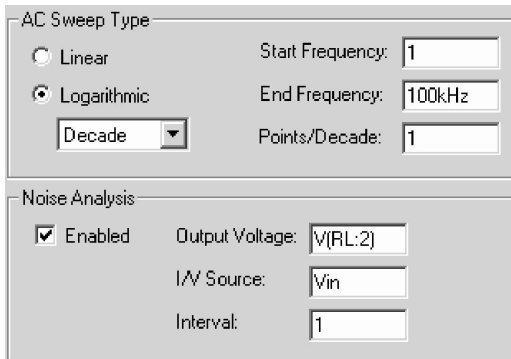 AC Sweep Type
Linear
Start Frequency: 1
Logarithmic
End Frequency: 100kHz
Decade
Points/Decade: 1
Noise Analysis
Enabled
Output Voltage: V(RL:2)
I/V Source: Vin
Interval: 1